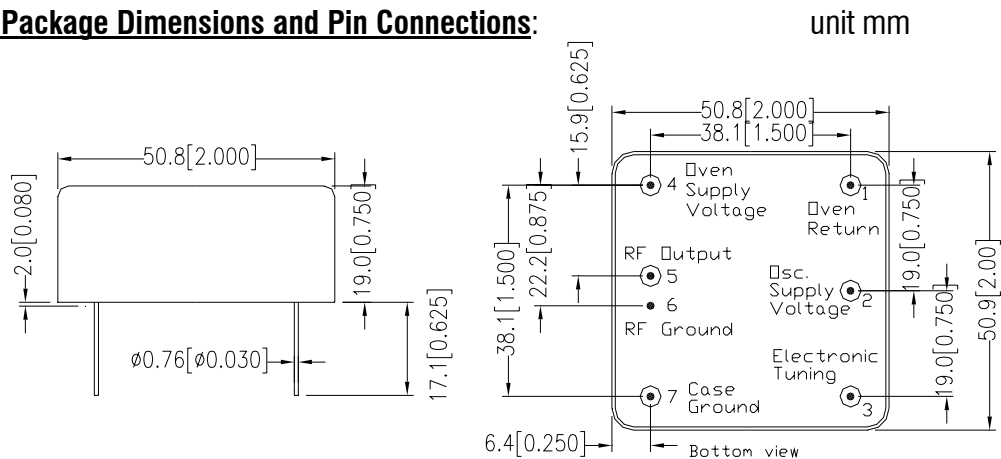 Package Dimensions and Pin Connections:
unit mm
50.8[2.000]
2.0[0.080]
19.0[0.750]
17.1[0.625]
ø0.76[ø0.030]
15.9[0.625]
50.8[2.000]
38.1[1.500]
4
Oven
Supply
Voltage
1
Oven
Return
22.2[0.875]
38.1[1.500]
RF Output
5
6
RF Ground
Osc.
Supply
Voltage
2
19.0[0.750]
50.9[2.00]
19.0[0.750]
Electronic
Tuning
3
7
Case
Ground
6.4[0.250]
Bottom view